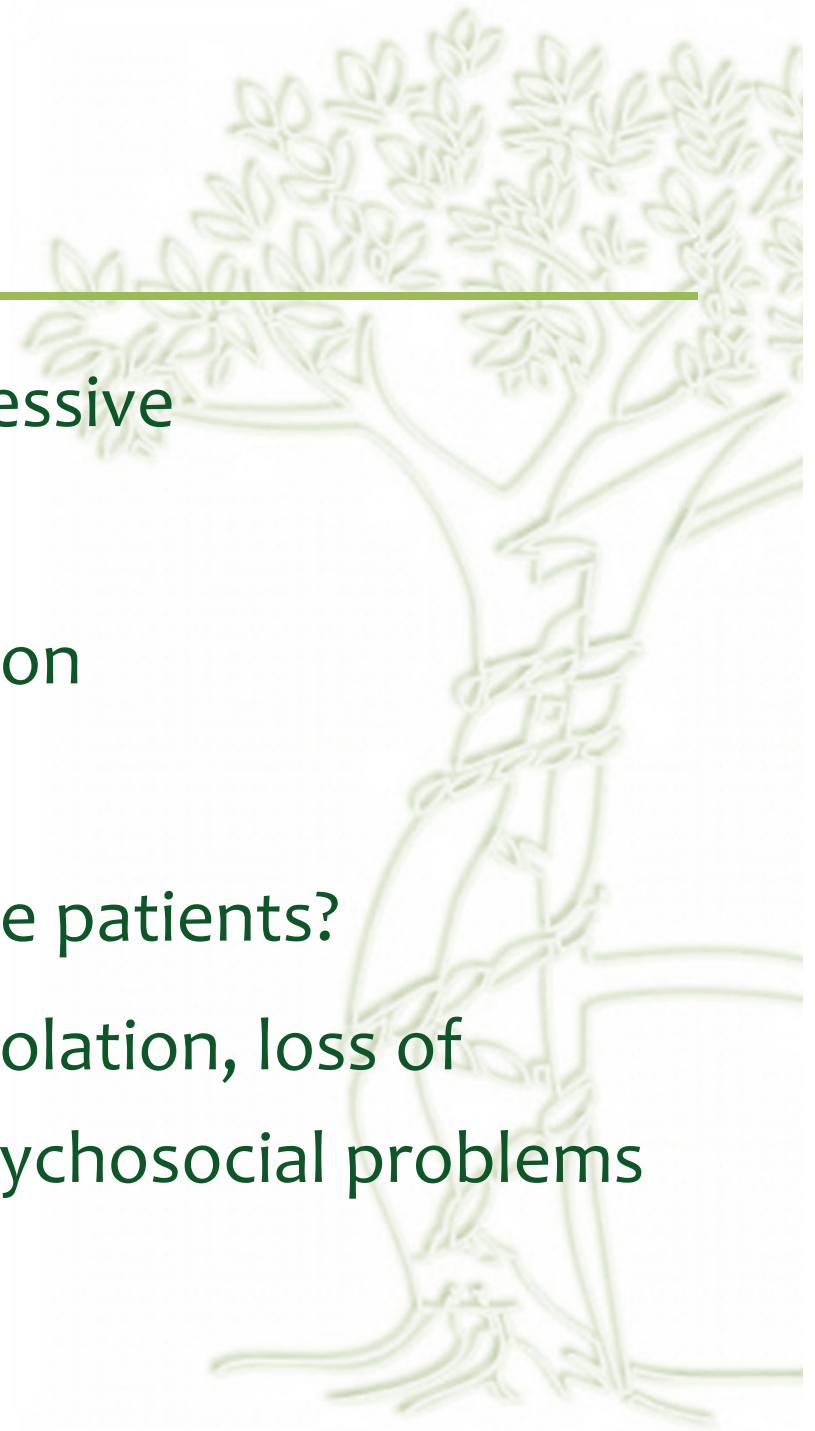 essive
on
e patients?
olation, loss of
ychosocial problems